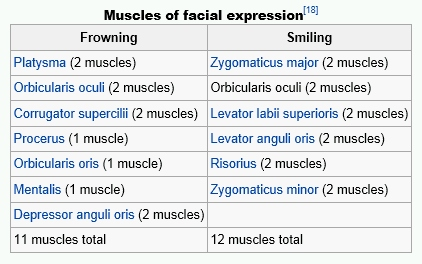 Muscles of facial expression[18]
Frowning Smiling
Platysma (2 muscles) Zygomaticus major (2 muscles)
Orbicularis oculi (2 muscles) Orbicularis oculi (2 muscles)
Corrugator supercilii (2 muscles) Levator labii superioris (2 muscles)
Procerus (1 muscle) Levator anguli oris (2 muscles)
Orbicularis oris (1 muscle) Risorius (2 muscles)
Mentalis (1 muscle) Zygomaticus minor (2 muscles)
Depressor anguli oris (2 muscles)
11 muscles total 12 muscles total